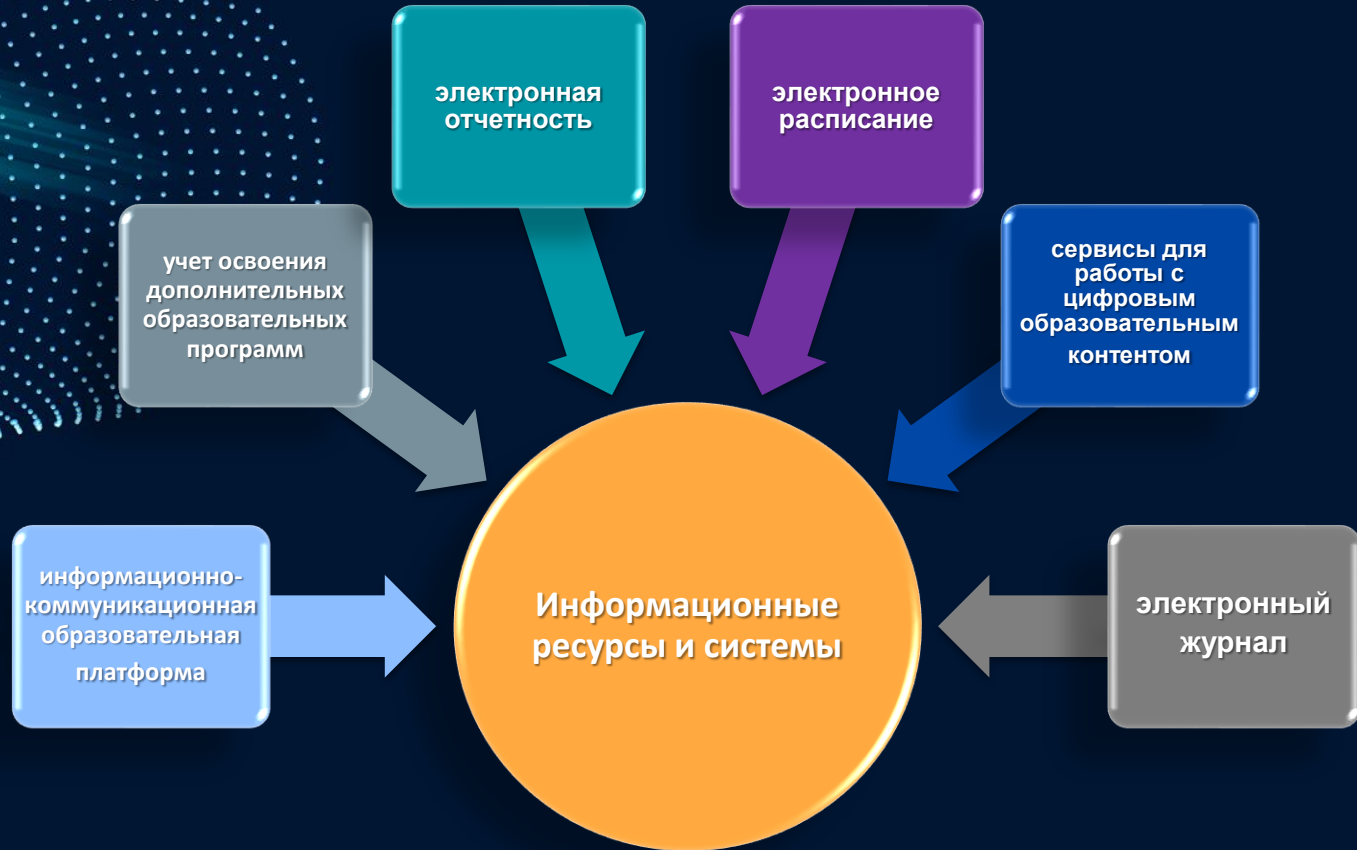 электронная
отчетность
электронное
расписание
учет освоения
дополнительных
образовательных
программ
сервисы для
работы с
цифровым
образовательным
контентом
информационно-
коммуникационная
образовательная
платформа
Информационные
ресурсы и системы
электронный
журнал